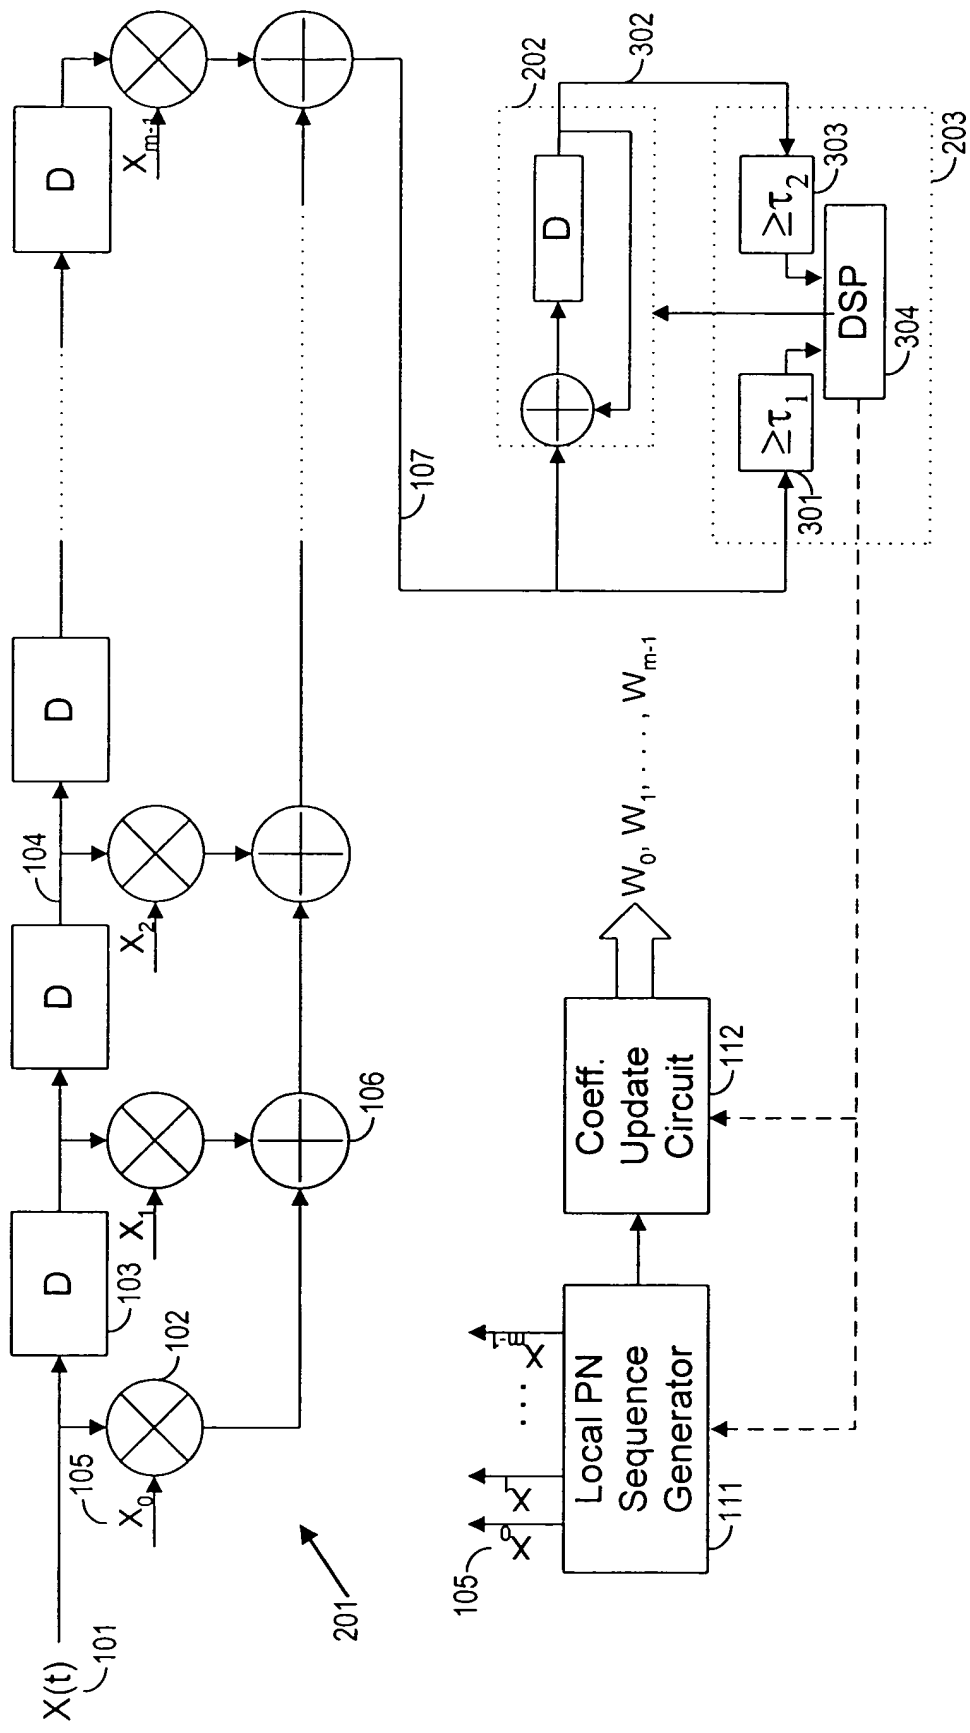 X(t)
101
X0
105
102
D
103
X1
106
D
104
X2
D
D
Xm-1
201
107
202
D
302
≥τ1
301
≥τ2
303
DSP
304
203
105
X0
X1
. . .
Xm-1
Local PN
Sequence
Generator
111
Coeff.
Update
Circuit
112
W0, W1, . . . . , Wm-1